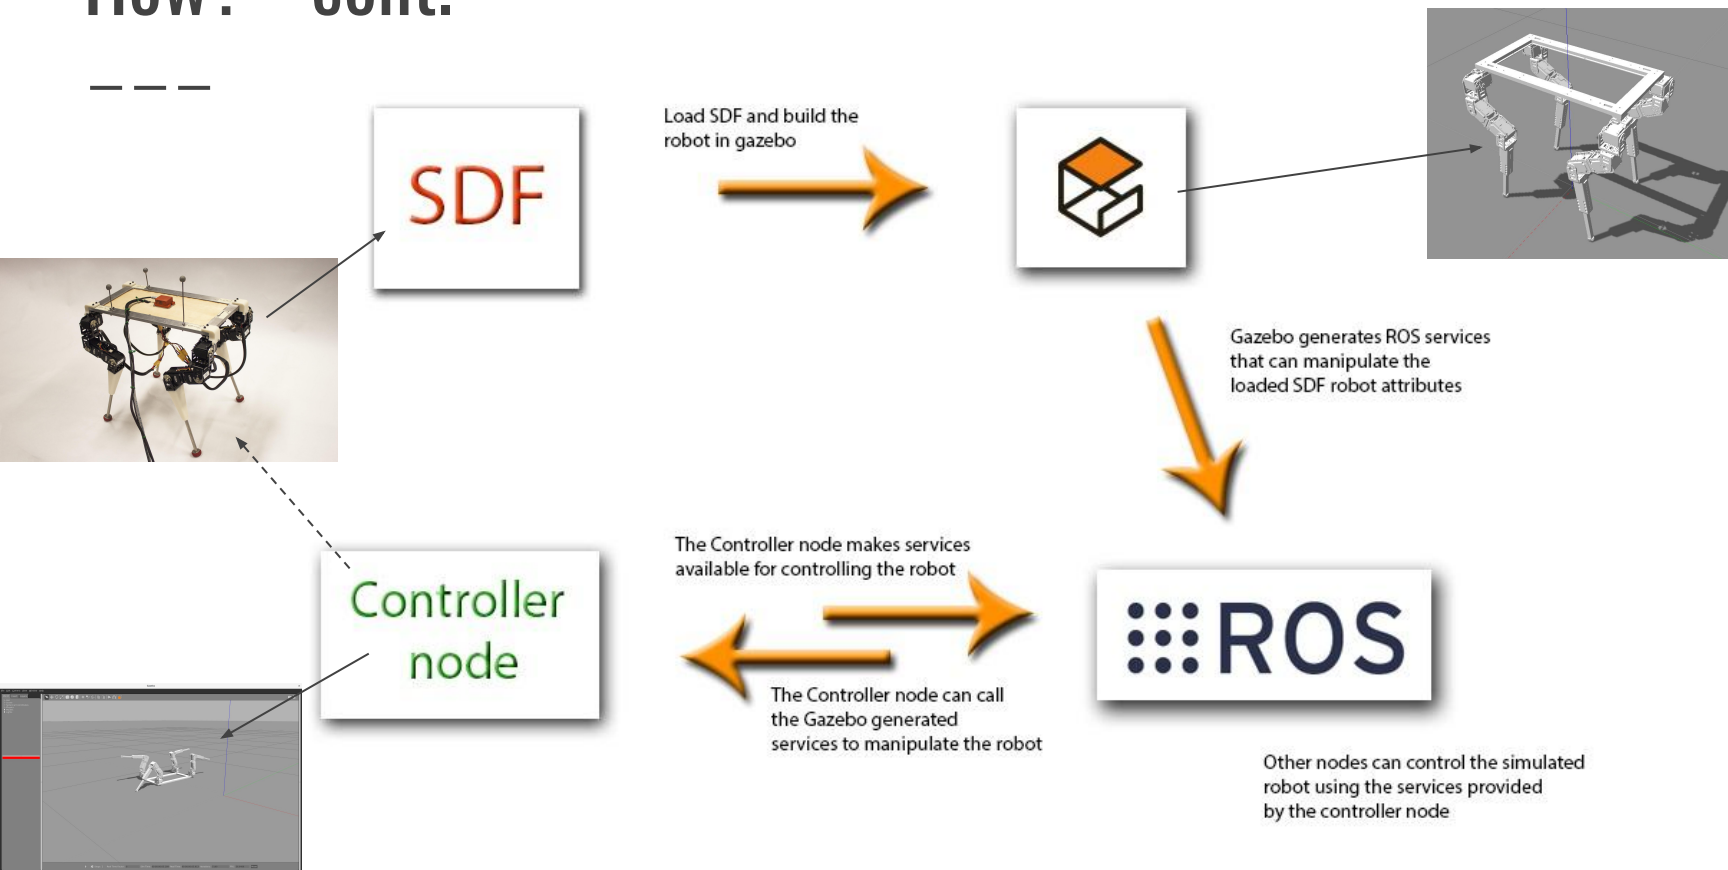 How? - cont.
SDF
Load SDF and build the
robot in gazebo
Gazebo generates ROS services
that can manipulate the
loaded SDF robot attributes
The Controller node makes services
available for controlling the robot
Controller
node
ROS
The Controller node can call
the Gazebo generated
services to manipulate the robot
Other nodes can control the simulated
robot using the services provided
by the controller node